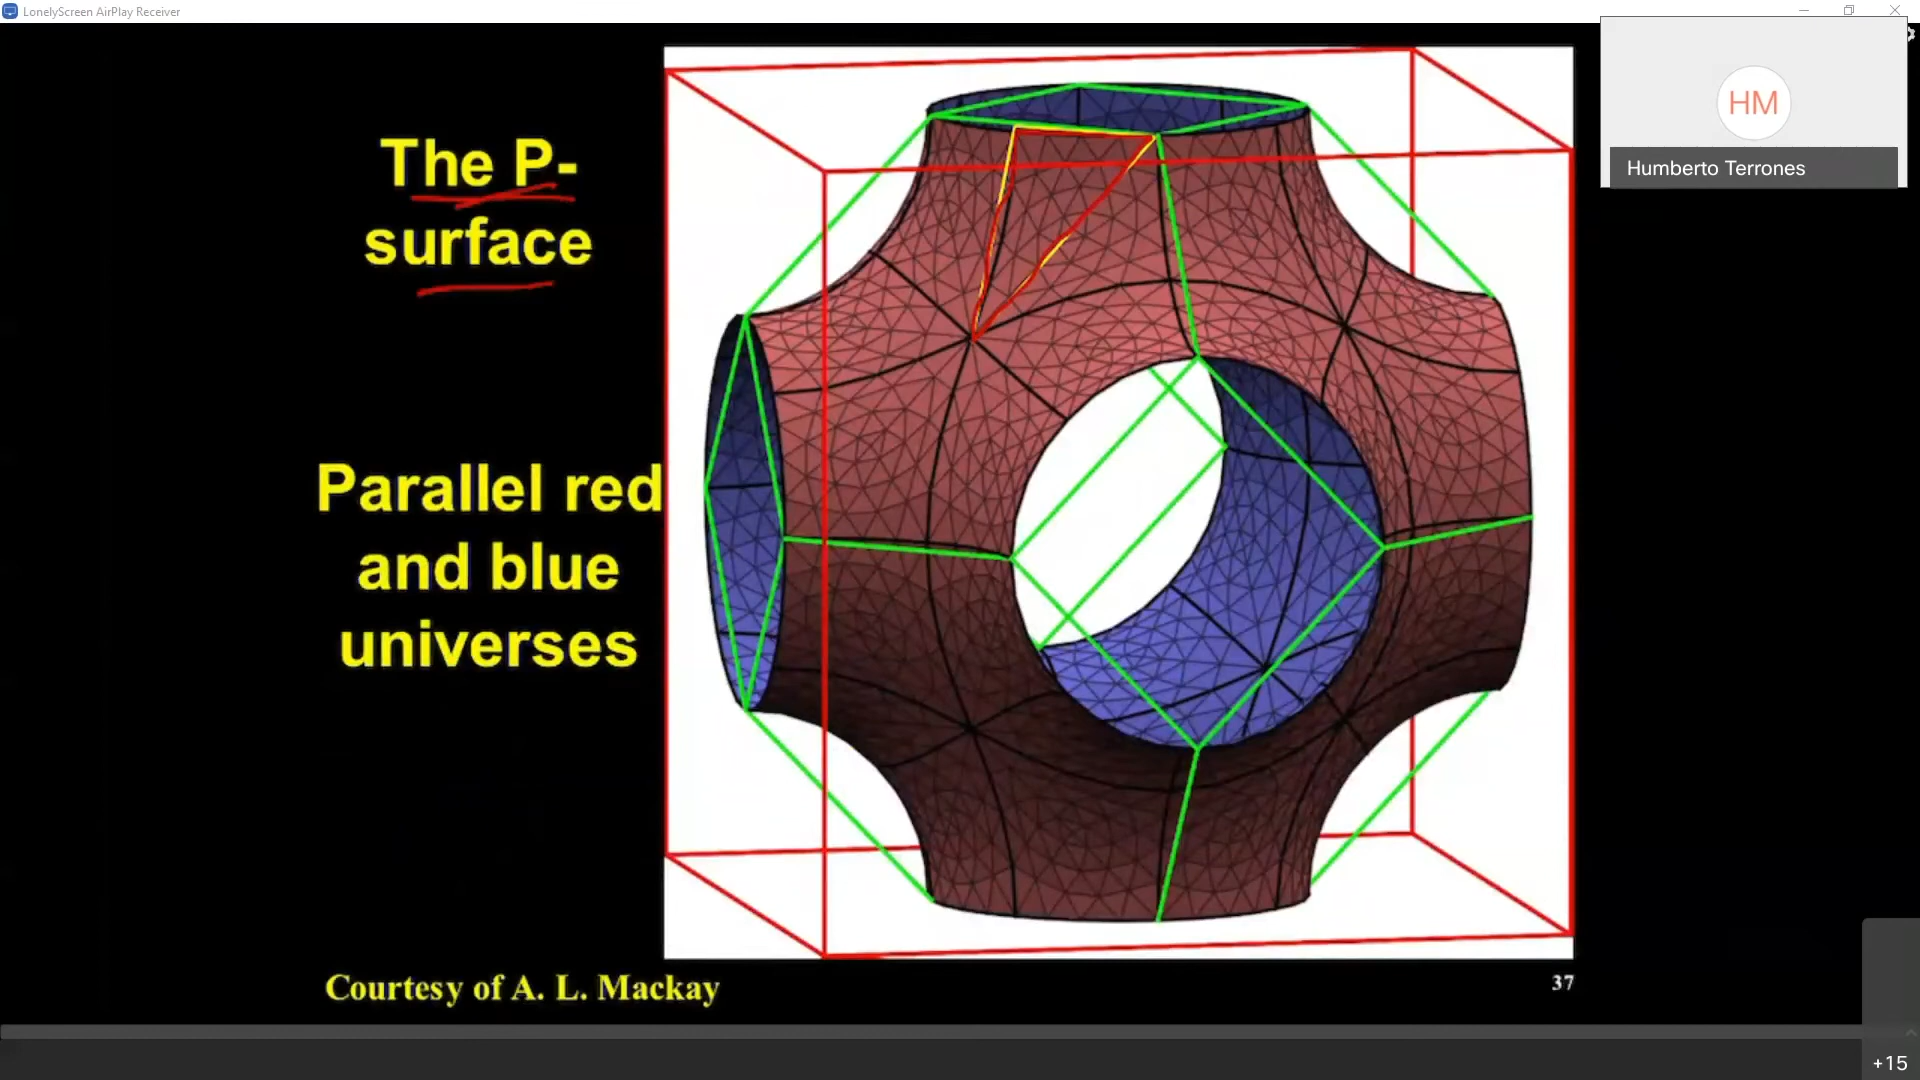 LonelyScreen AirPlay Receiver
HM
Humberto Terrones
The P-
surface
Parallel red
and blue
universes
Courtesy of A. L. Mackay
37
+15